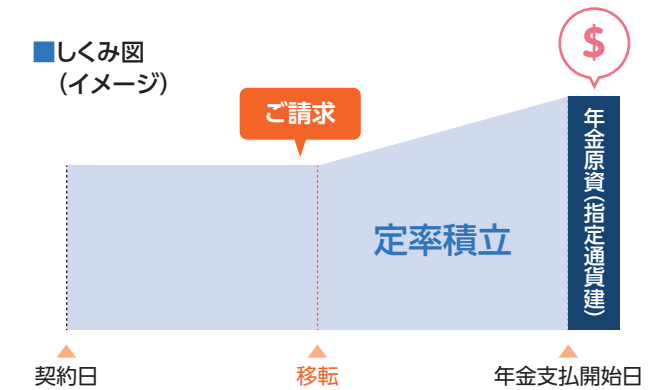 ■しくみ図
（イメージ）
$
ご請求
定率積立
年金原資（指定通貨建）
契約日
移転
年金支払開始日